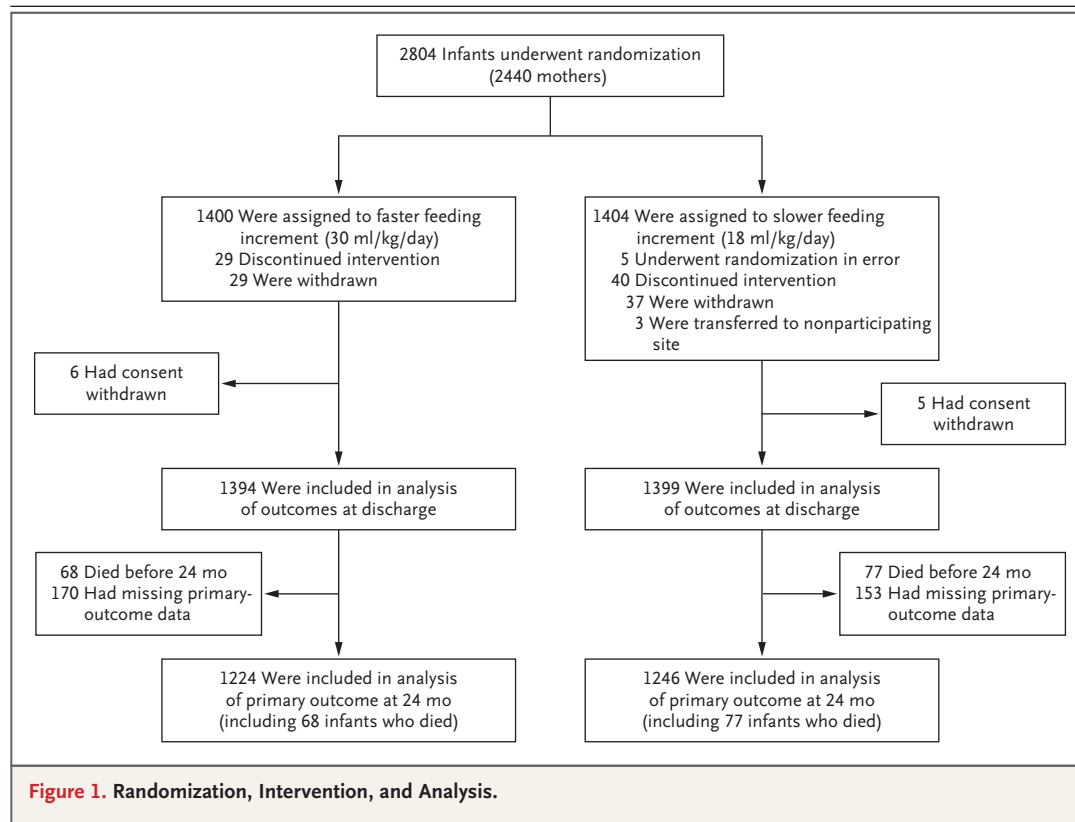 2804 Infants underwent randomization
(2440 mothers)
1400 Were assigned to faster feeding
increment (30 ml/kg/day)
29 Discontinued intervention
29 Were withdrawn
1404 Were assigned to slower feeding
increment (18 ml/kg/day)
5 Underwent randomization in error
40 Discontinued intervention
37 Were withdrawn
3 Were transferred to nonparticipating
site
6 Had consent
withdrawn
5 Had consent
withdrawn
1394 Were included in analysis
of outcomes at discharge
1399 Were included in analysis
of outcomes at discharge
68 Died before 24 mo
170 Had missing primary-
outcome data
77 Died before 24 mo
153 Had missing primary-
outcome data
1224 Were included in analysis
of primary outcome at 24 mo
(including 68 infants who died)
1246 Were included in analysis
of primary outcome at 24 mo
(including 77 infants who died)
Figure 1. Randomization, Intervention, and Analysis.